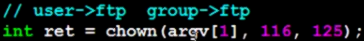 // user->ftp  group->ftp
int ret = chown(argv[1], 116, 125);